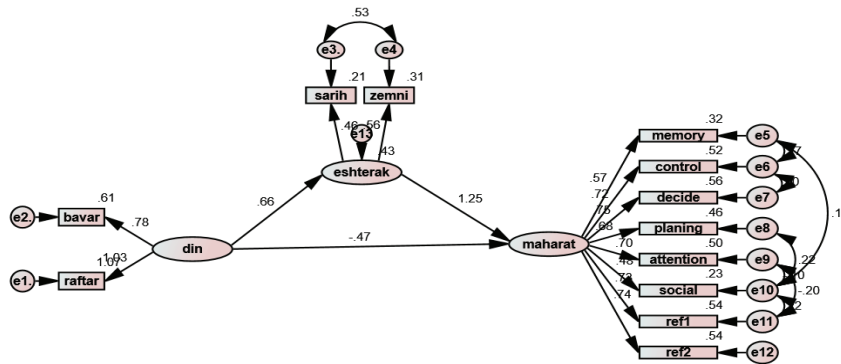 .53
e3. e4
.21 .31
sarih zemni
.46 .56
e13
.43
eshterak
.66 1.25
.61
e2. bavar .78
din -.47 maharat
1.03
1.07
e1. raftar
.32
memory e5
.57 .52
control e6
.72 .56
decide e7
.75 .46
planing e8
.68 .50
attention e9
.70 .23 .22
social e10
.48 .54 -.20
.73 ref1 e11
.74 .54
ref2 e12
.1